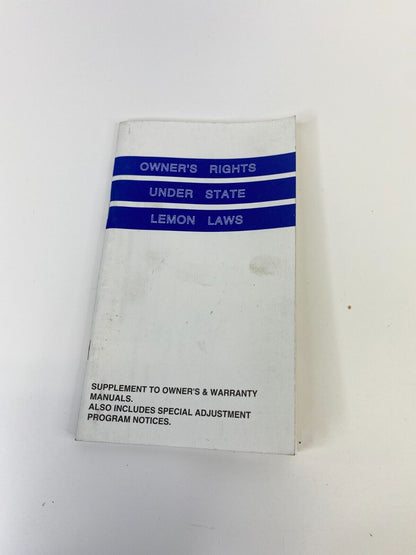 OWNER'S RIGHTS
UNDER STATE
LEMON LAWS
SUPPLEMENT TO OWNER'S & WARRANTY
MANUALS.
ALSO INCLUDES SPECIAL ADJUSTMENT
PROGRAM NOTICES.